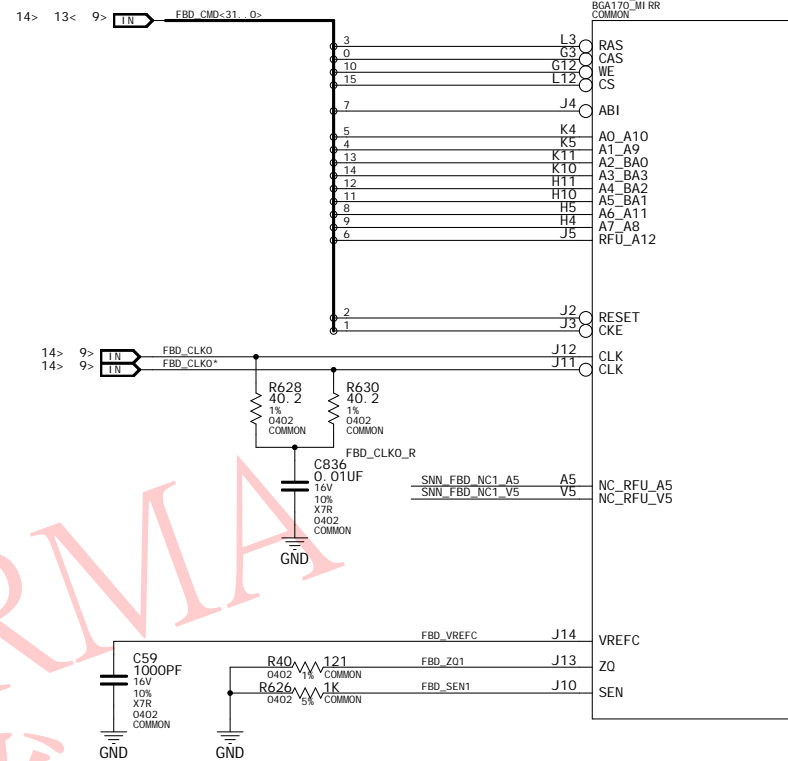 BGA170_MIRR
COMMON
14> 13< 9> IN FBD_CMD<31..0>
3 L3 RAS
0 G3 CAS
10 G12 WE
15 L12 CS
7 J4 ABI
5 K4 A0_A10
4 K5 A1_A9
13 K11 A2_BA0
14 K10 A3_BA3
12 H11 A4_BA2
11 H10 A5_BA1
8 H5 A6_A11
9 H4 A7_A8
6 J5 RFU_A12
2 J2 RESET
1 J3 CKE
14> 9> IN FBD_CLK0 J12 CLK
14> 9> IN FBD_CLK0* J11 CLK
R628
40.2
1%
0402
COMMON
R630
40.2
1%
0402
COMMON
FBD_CLK0_R
C836
0.01UF
16V
10%
X7R
0402
COMMON
GND
SNN_FBD_NC1_A5 A5 NC_RFU_A5
SNN_FBD_NC1_V5 V5 NC_RFU_V5
RMA
FBD_VREFC J14 VREFC
C59
1000PF
16V
10%
X7R
0402
COMMON
GND
R40 121 FBD_ZQ1 J13 ZQ
0402 1% COMMON
R626 1K FBD_SEN1 J10 SEN
0402 5% COMMON
GND